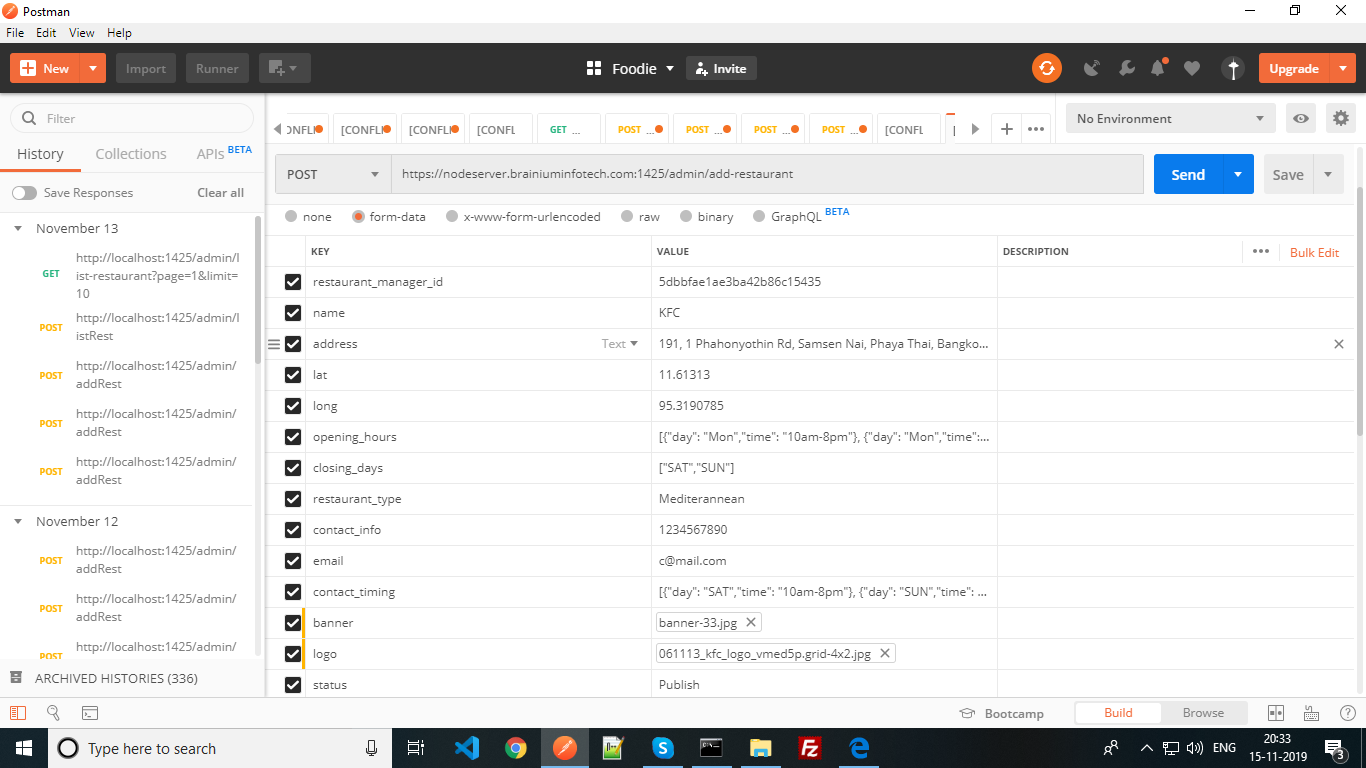 Postman
File Edit View Help
New Import Runner Foodie Invite Upgrade
Filter
History Collections APIs BETA
Save Responses Clear all
November 13
GET http://localhost:1425/admin/l
ist-restaurant?page=1&limit=
10
POST http://localhost:1425/admin/l
istRest
POST http://localhost:1425/admin/
addRest
POST http://localhost:1425/admin/
addRest
POST http://localhost:1425/admin/
addRest
November 12
POST http://localhost:1425/admin/
addRest
POST http://localhost:1425/admin/
addRest
POST http://localhost:1425/admin/
ARCHIVED HISTORIES (336)
[CONFL [CONFL [CONFL GET ... POST ... POST ... POST ... POST ... [CONFL
No Environment
POST https://nodeserver.brainiuminfotech.com:1425/admin/add-restaurant Send Save
none form-data x-www-form-urlencoded raw binary GraphQL BETA
KEY VALUE DESCRIPTION ••• Bulk Edit
restaurant_manager_id 5dbbfae1ae3ba42b86c15435
name KFC
address Text 191, 1 Phahonyothin Rd, Samsen Nai, Phaya Thai, Bangko...
lat 11.61313
long 95.3190785
opening_hours [{"day": "Mon","time": "10am-8pm"}, {"day": "Mon","time":...
closing_days ["SAT","SUN"]
restaurant_type Mediterannean
contact_info 1234567890
email c@mail.com
contact_timing [{"day": "SAT","time": "10am-8pm"}, {"day": "SUN","time": ...
banner banner-33.jpg
logo 061113_kfc_logo_vmed5p.grid-4x2.jpg
status Publish
Bootcamp Build Browse
Type here to search
ENG 20:33
15-11-2019
3